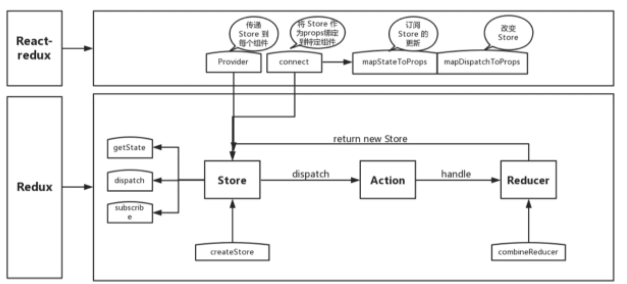 React-
redux
传递
Store 到
每个组件
将 Store 作
为props绑定
到特定组件
订阅
Store 的
更新
改变
Store
Provider
connect
mapStateToProps
mapDispatchToProps
Redux
return new Store
getState
dispatch
subscrib
e
Store
dispatch
Action
handle
Reducer
createStore
combineReducer